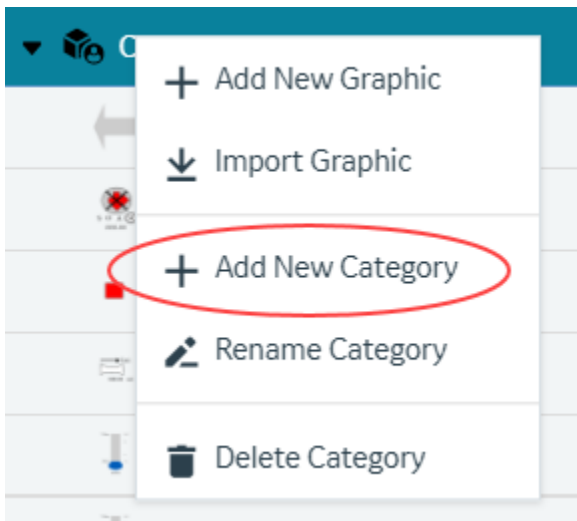 Add New Graphic
Import Graphic
Add New Category
Rename Category
Delete Category